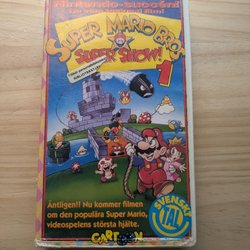 Nintendo-succén!
SUPER MARIO BROS.
SUPER SHOW!
1
Äntligen!! Nu kommer filmen
om den populära Super Mario,
videospelens största hjälte.
SVENSKT
TAL
CARTOON